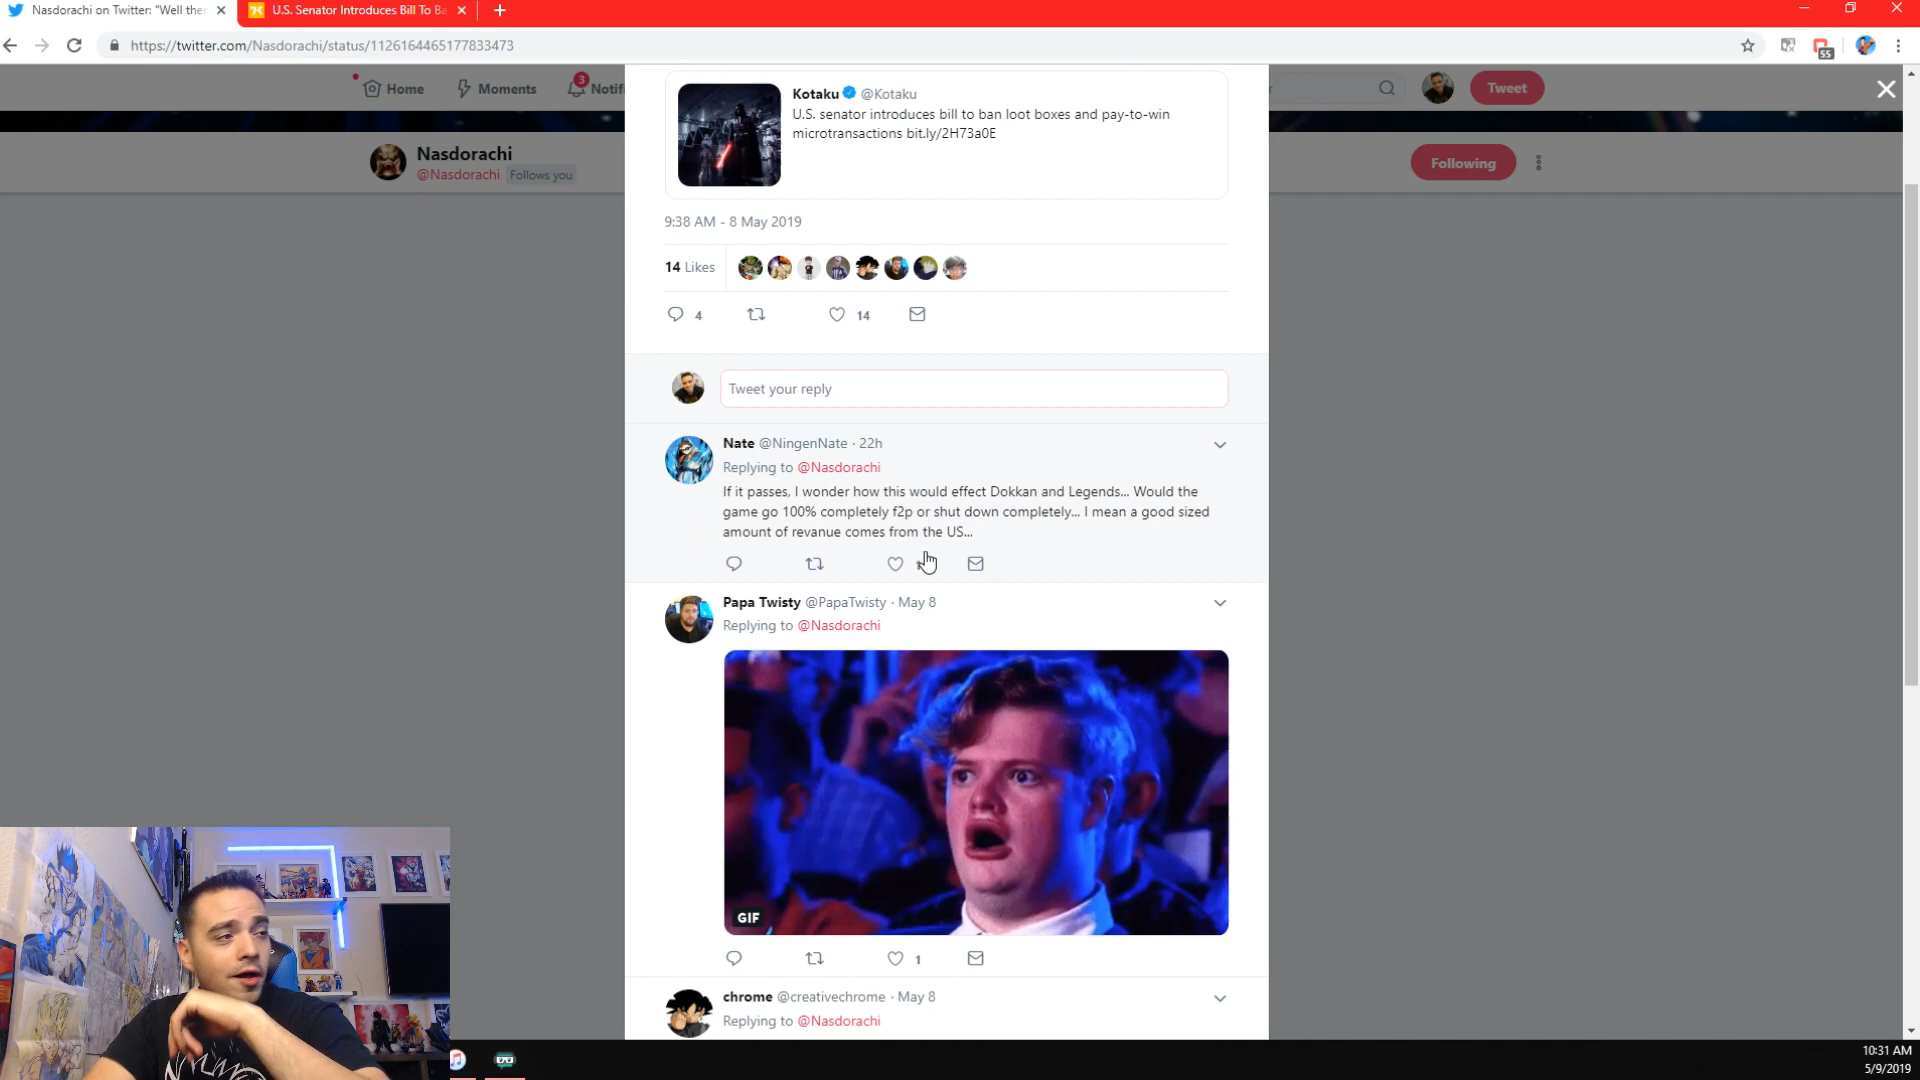 Nasdorachi on Twitter: "Well the
U.S. Senator Introduces Bill To Ba
https://twitter.com/Nasdorachi/status/1126164465177833473
55
Home
Moments
3
Notifi
Tweet
Nasdorachi
@Nasdorachi Follows you
Following
Kotaku @Kotaku
U.S. senator introduces bill to ban loot boxes and pay-to-win
microtransactions bit.ly/2H73a0E
9:38 AM - 8 May 2019
14 Likes
4
14
Tweet your reply
Nate @NingenNate · 22h
Replying to @Nasdorachi
If it passes, I wonder how this would effect Dokkan and Legends... Would the
game go 100% completely f2p or shut down completely... I mean a good sized
amount of revanue comes from the US...
Papa Twisty @PapaTwisty · May 8
Replying to @Nasdorachi
GIF
1
chrome @creativechrome · May 8
Replying to @Nasdorachi
10:31 AM
5/9/2019